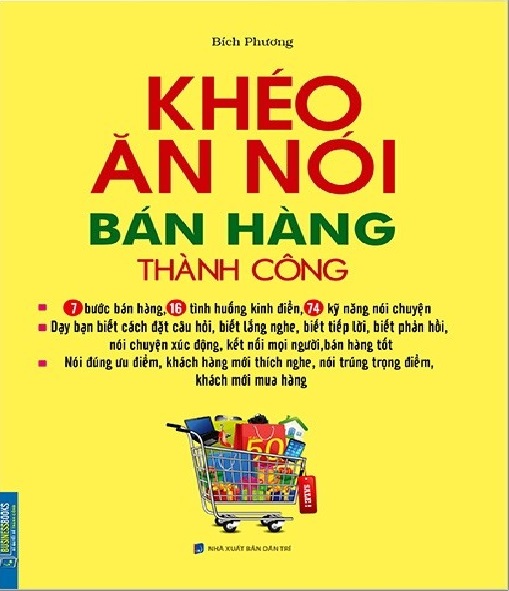 Bích Phương
KHÉO
ĂN NÓI
BÁN HÀNG
THÀNH CÔNG
7 bước bán hàng, 16 tình huống kinh điển, 74 kỹ năng nói chuyện
Dạy bạn biết cách đặt câu hỏi, biết lắng nghe, biết tiếp lời, biết phản hồi,
nói chuyện xúc động, kết nối mọi người,bán hàng tốt
Nói đúng ưu điểm, khách hàng mới thích nghe, nói trúng trọng điểm,
khách mới mua hàng
50
SALE!
BUSINESSBOOKS
NHÀ XUẤT BẢN DÂN TRÍ